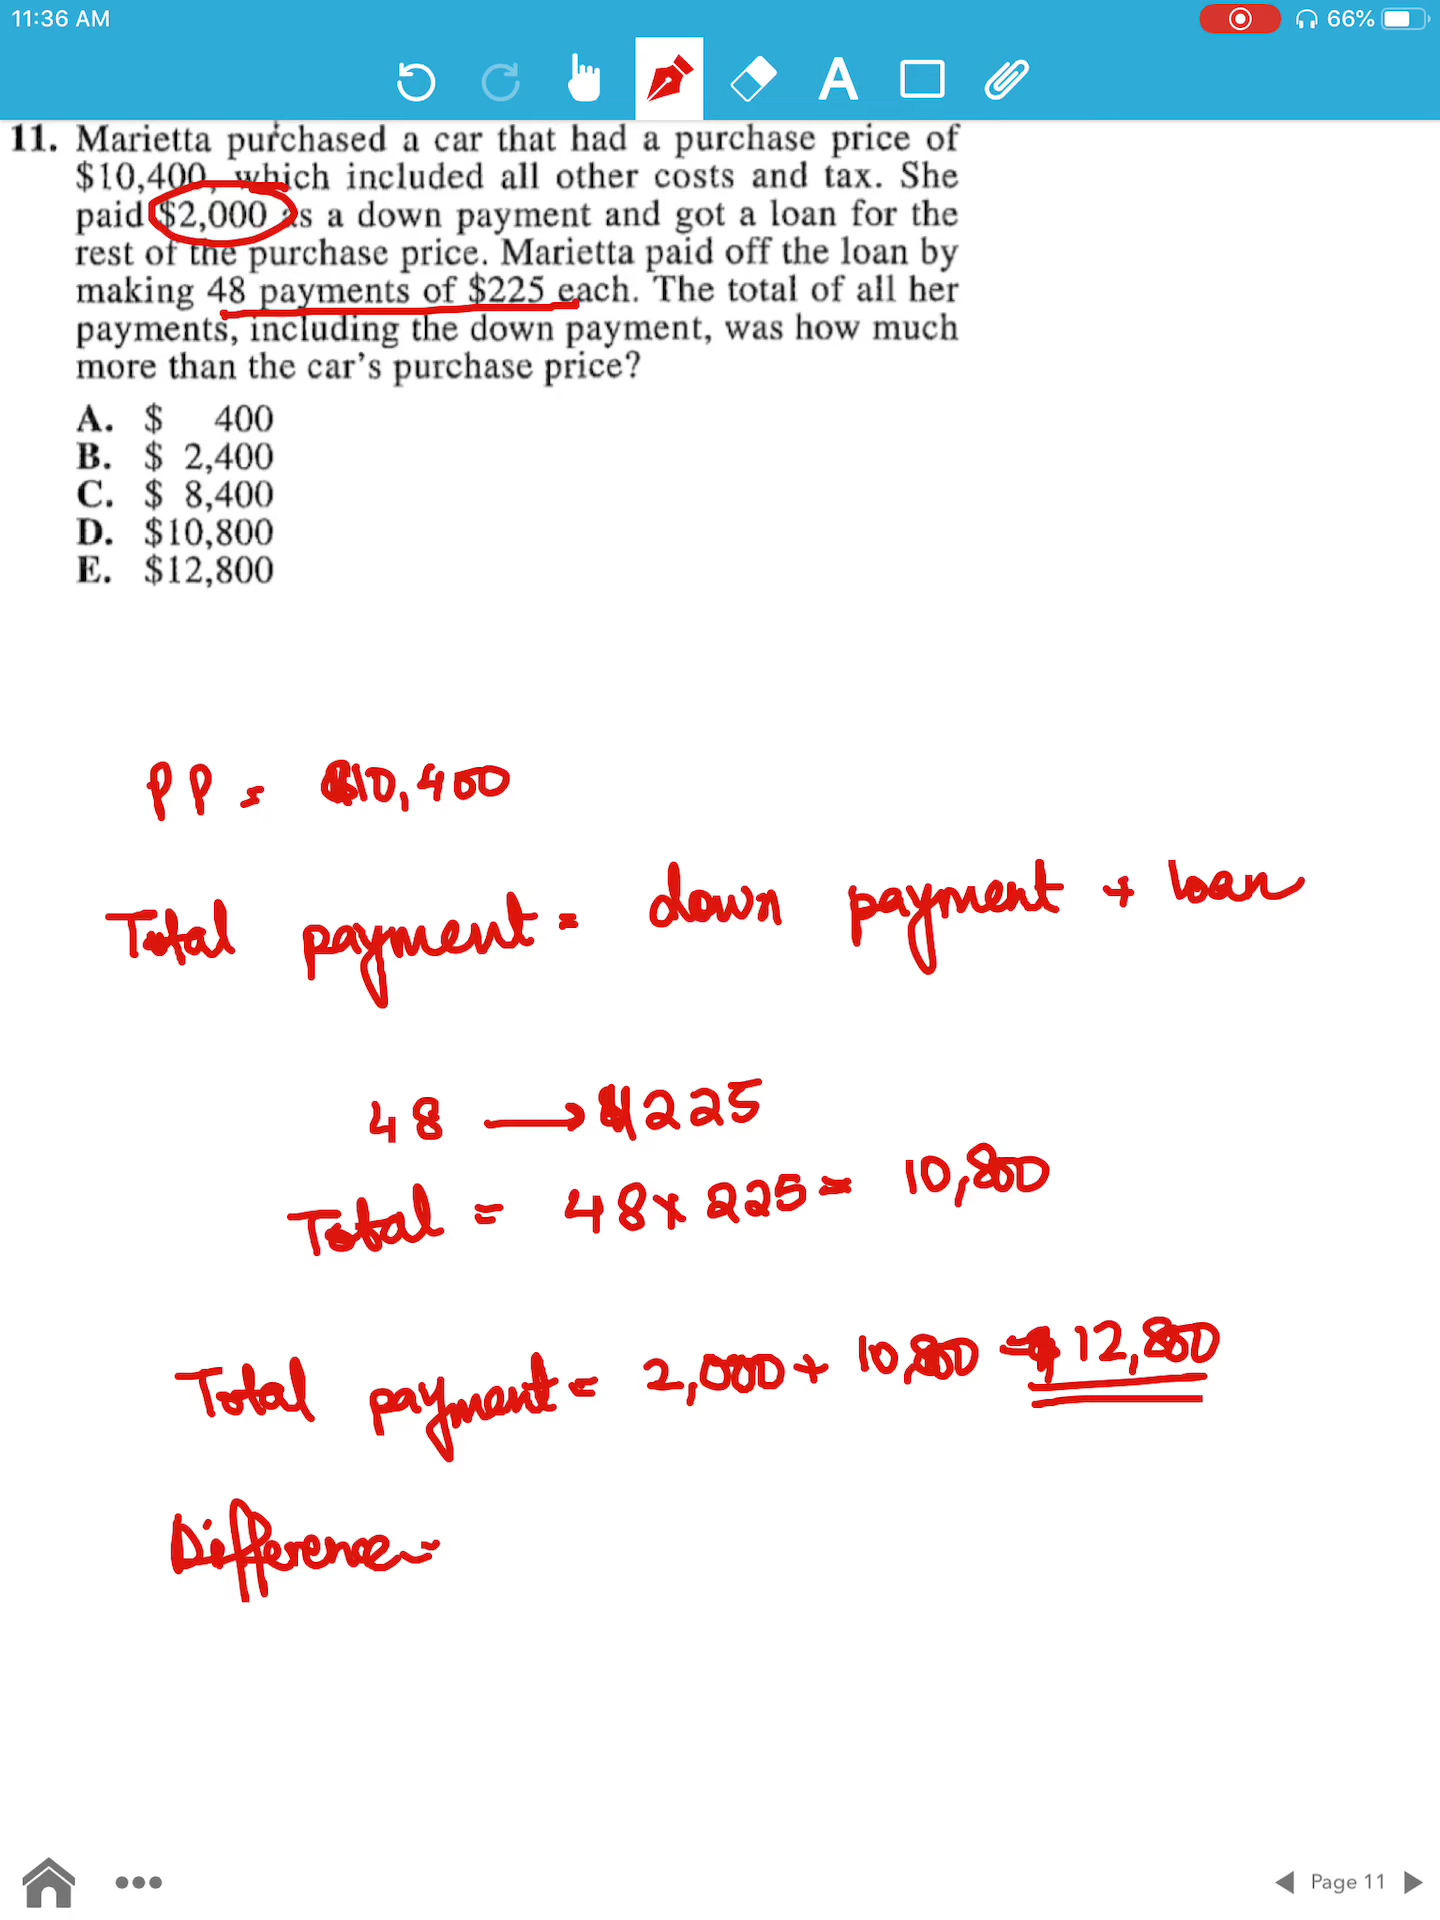 11:36 AM
66%
A
11. Marietta purchased a car that had a purchase price of
$10,400, which included all other costs and tax. She
paid $2,000 as a down payment and got a loan for the
rest of the purchase price. Marietta paid off the loan by
making 48 payments of $225 each. The total of all her
payments, including the down payment, was how much
more than the car's purchase price?
A. $ 400
B. $ 2,400
C. $ 8,400
D. $10,800
E. $12,800
PP = $10,400
Total payment = down payment + loan
48 → $225
Total = 48 x 225 = 10,800
Total payment = 2,000 + 10,800 = $12,800
Difference =
Page 11